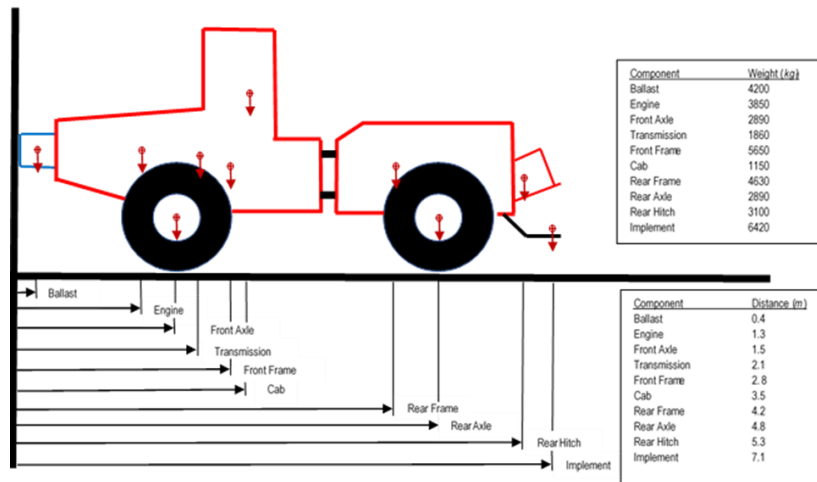 Component Weight (kg)
Ballast 4200
Engine 3850
Front Axle 2890
Transmission 1860
Front Frame 5650
Cab 1150
Rear Frame 4630
Rear Axle 2890
Rear Hitch 3100
Implement 6420
Ballast
Engine
Front Axle
Transmission
Front Frame
Cab
Rear Frame
Rear Axle
Rear Hitch
Implement
Component Distance (m)
Ballast 0.4
Engine 1.3
Front Axle 1.5
Transmission 2.1
Front Frame 2.8
Cab 3.5
Rear Frame 4.2
Rear Axle 4.8
Rear Hitch 5.3
Implement 7.1